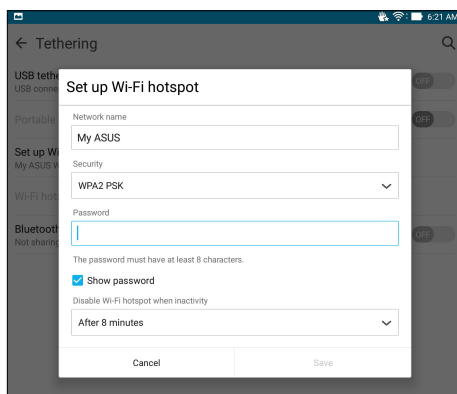 6:21 AM
Tethering
USB tethe
USB conne
OFF
Set up Wi-Fi hotspot
Network name
My ASUS
Portable
OFF
Security
Set up Wi
My ASUS W
WPA2 PSK
Wi-Fi hot
Password
Bluetooth
Not sharing
OFF
The password must have at least 8 characters.
Show password
Disable Wi-Fi hotspot when inactivity
After 8 minutes
Cancel
Save